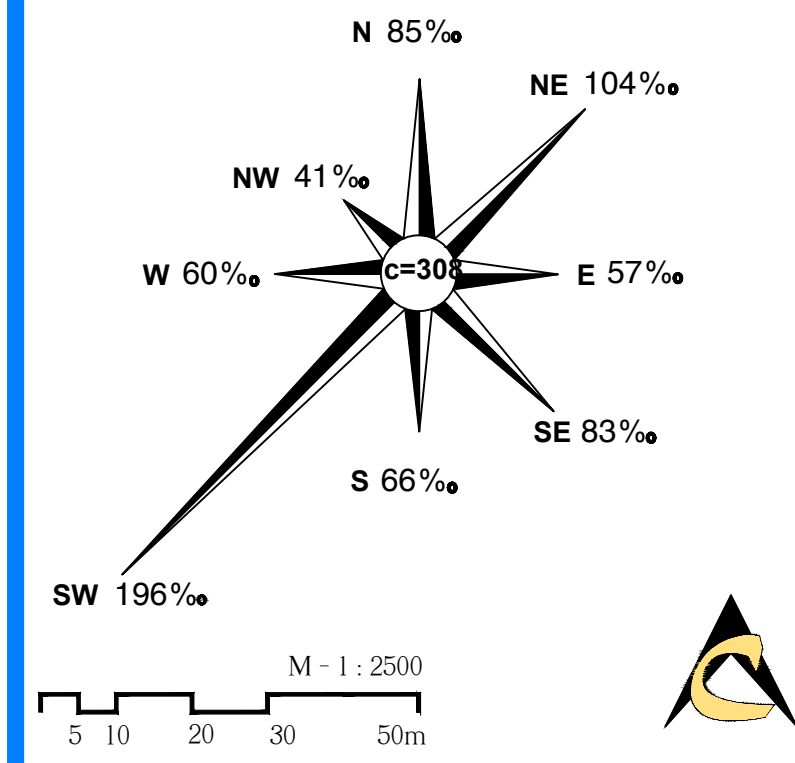 N 85‰
NE 104‰
NW 41‰
c=308
W 60‰
E 57‰
SE 83‰
S 66‰
SW 196‰
M - 1 : 2500
5 10 20 30 50m